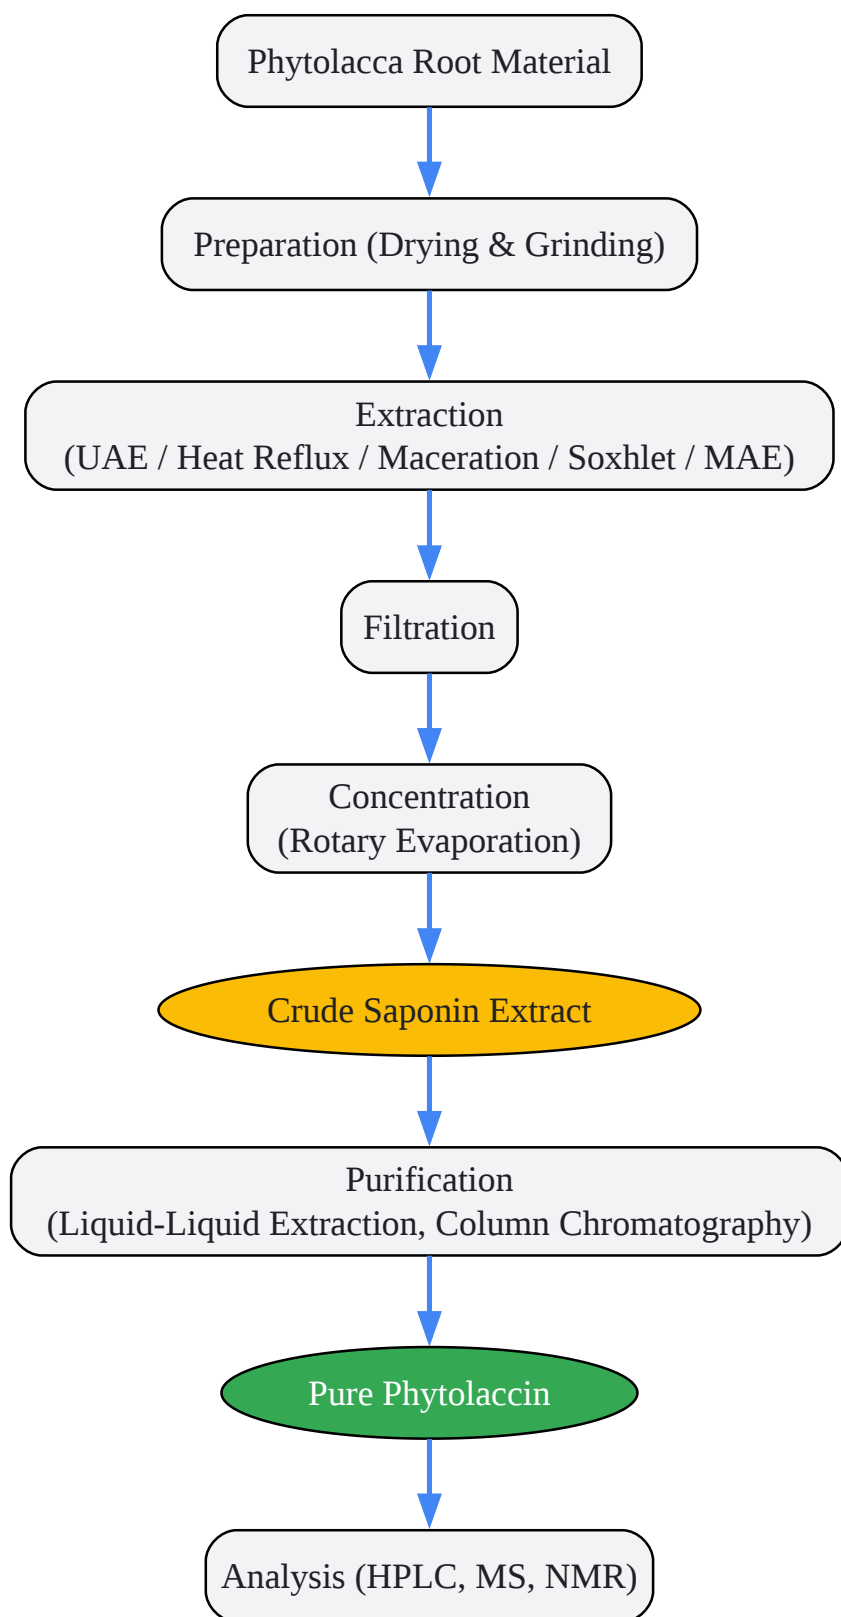 Phytolacca Root Material
Preparation (Drying & Grinding)
Extraction
(UAE / Heat Reflux / Maceration / Soxhlet / MAE)
Filtration
Concentration
(Rotary Evaporation)
Crude Saponin Extract
Purification
(Liquid-Liquid Extraction, Column Chromatography)
Pure Phytolaccin
Analysis (HPLC, MS, NMR)